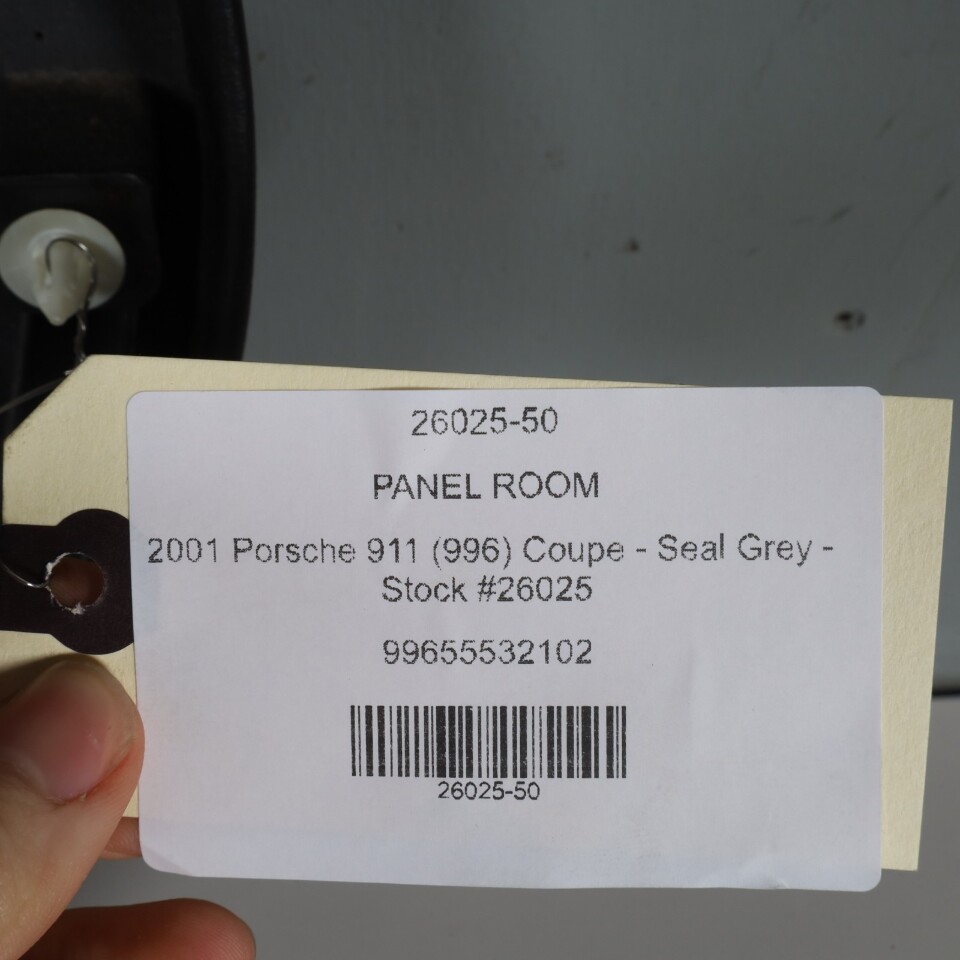 26025-50
PANEL ROOM
2001 Porsche 911 (996) Coupe - Seal Grey -
Stock #26025
99655532102
26025-50